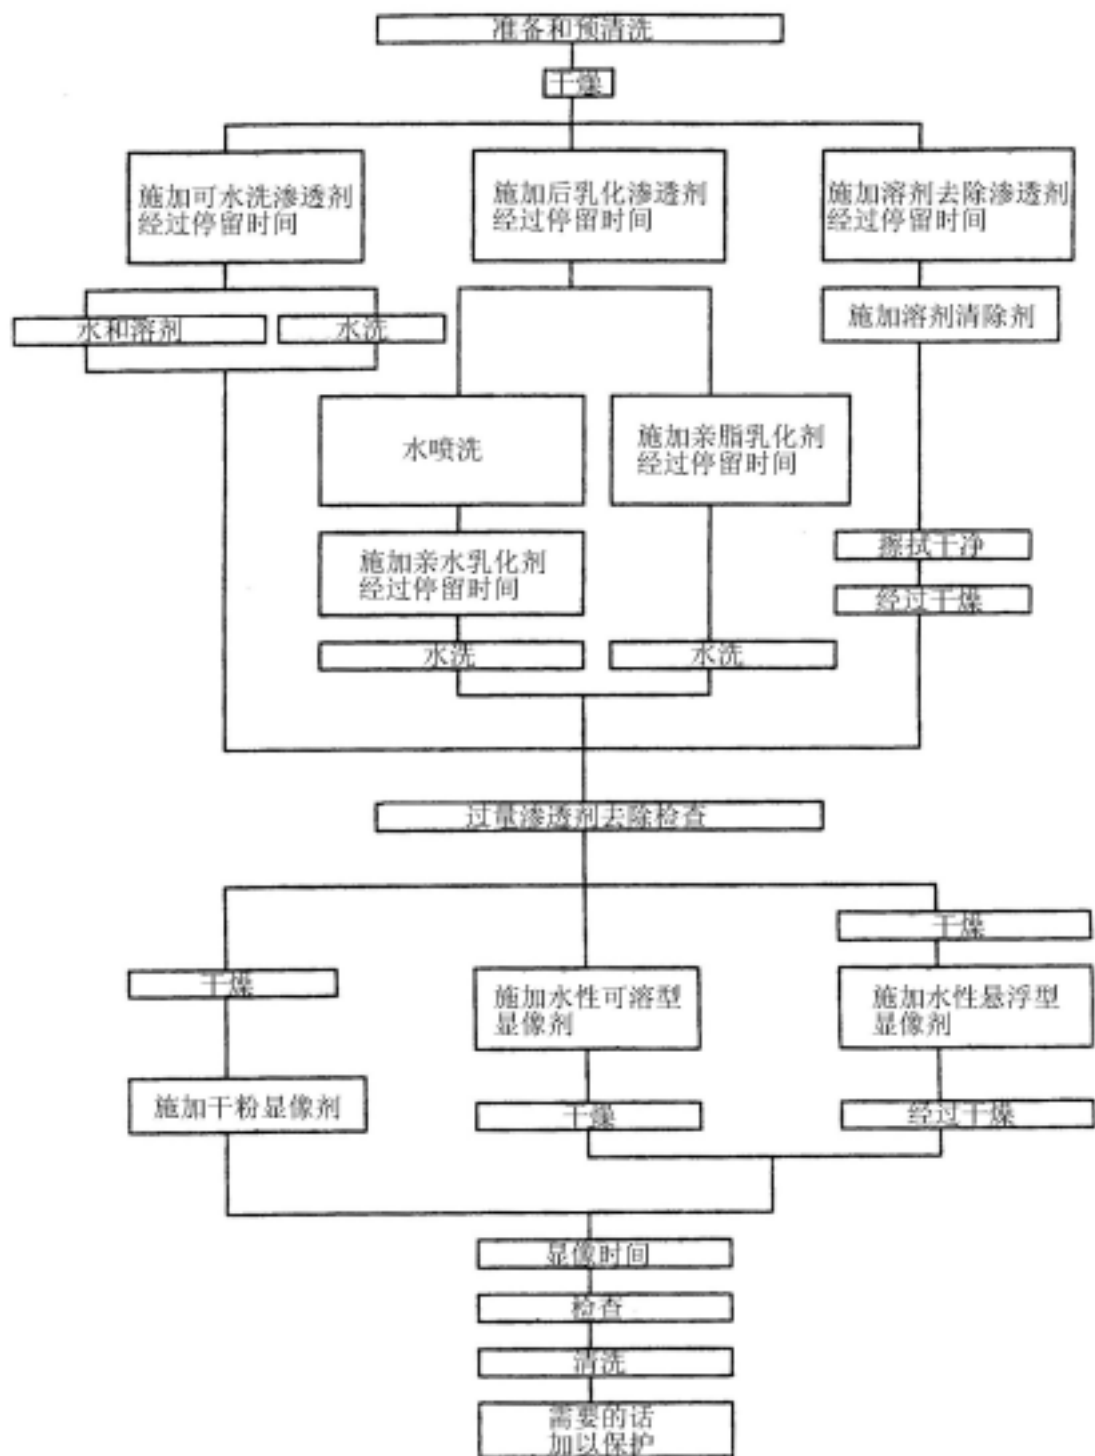 准备和预清洗
干燥
施加可水洗渗透剂
经过停留时间
施加后乳化渗透剂
经过停留时间
施加溶剂去除渗透剂
经过停留时间
水和溶剂
水洗
施加溶剂清除剂
水喷洗
施加亲脂乳化剂
经过停留时间
施加亲水乳化剂
经过停留时间
擦拭干净
经过干燥
水洗
水洗
过量渗透剂去除检查
干燥
干燥
施加水性可溶型
显像剂
施加水性悬浮型
显像剂
施加干粉显像剂
干燥
经过干燥
显像时间
检查
清洗
需要的话
加以保护